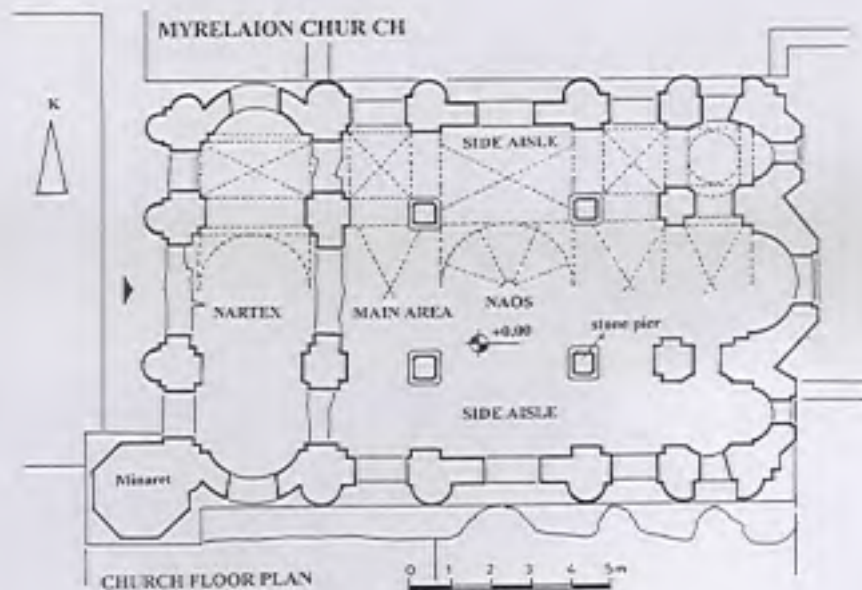 MYRELAION CHUR CH
K
SIDE AISLE
NARTEX
MAIN AREA
NAOS
+0.00
stone pier
SIDE AISLE
Minaret
CHURCH FLOOR PLAN
0 1 2 3 4 5m